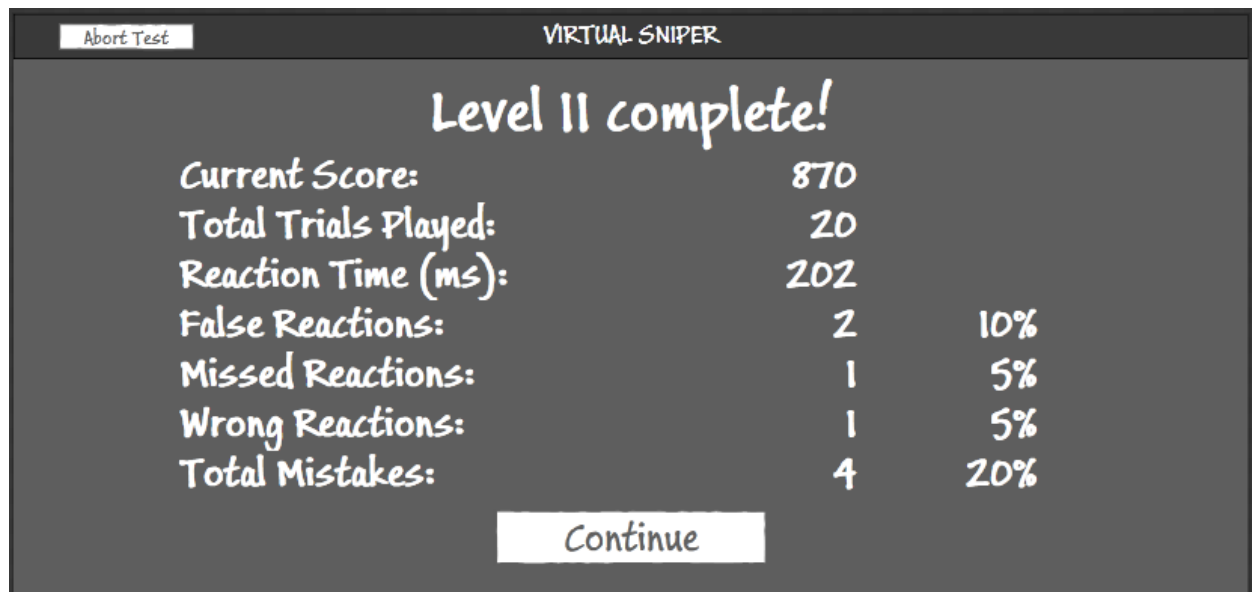 Abort Test VIRTUAL SNIPER
Level II complete!
Current Score: 870
Total Trials Played: 20
Reaction Time (ms): 202
False Reactions: 2 10%
Missed Reactions: 1 5%
Wrong Reactions: 1 5%
Total Mistakes: 4 20%
Continue